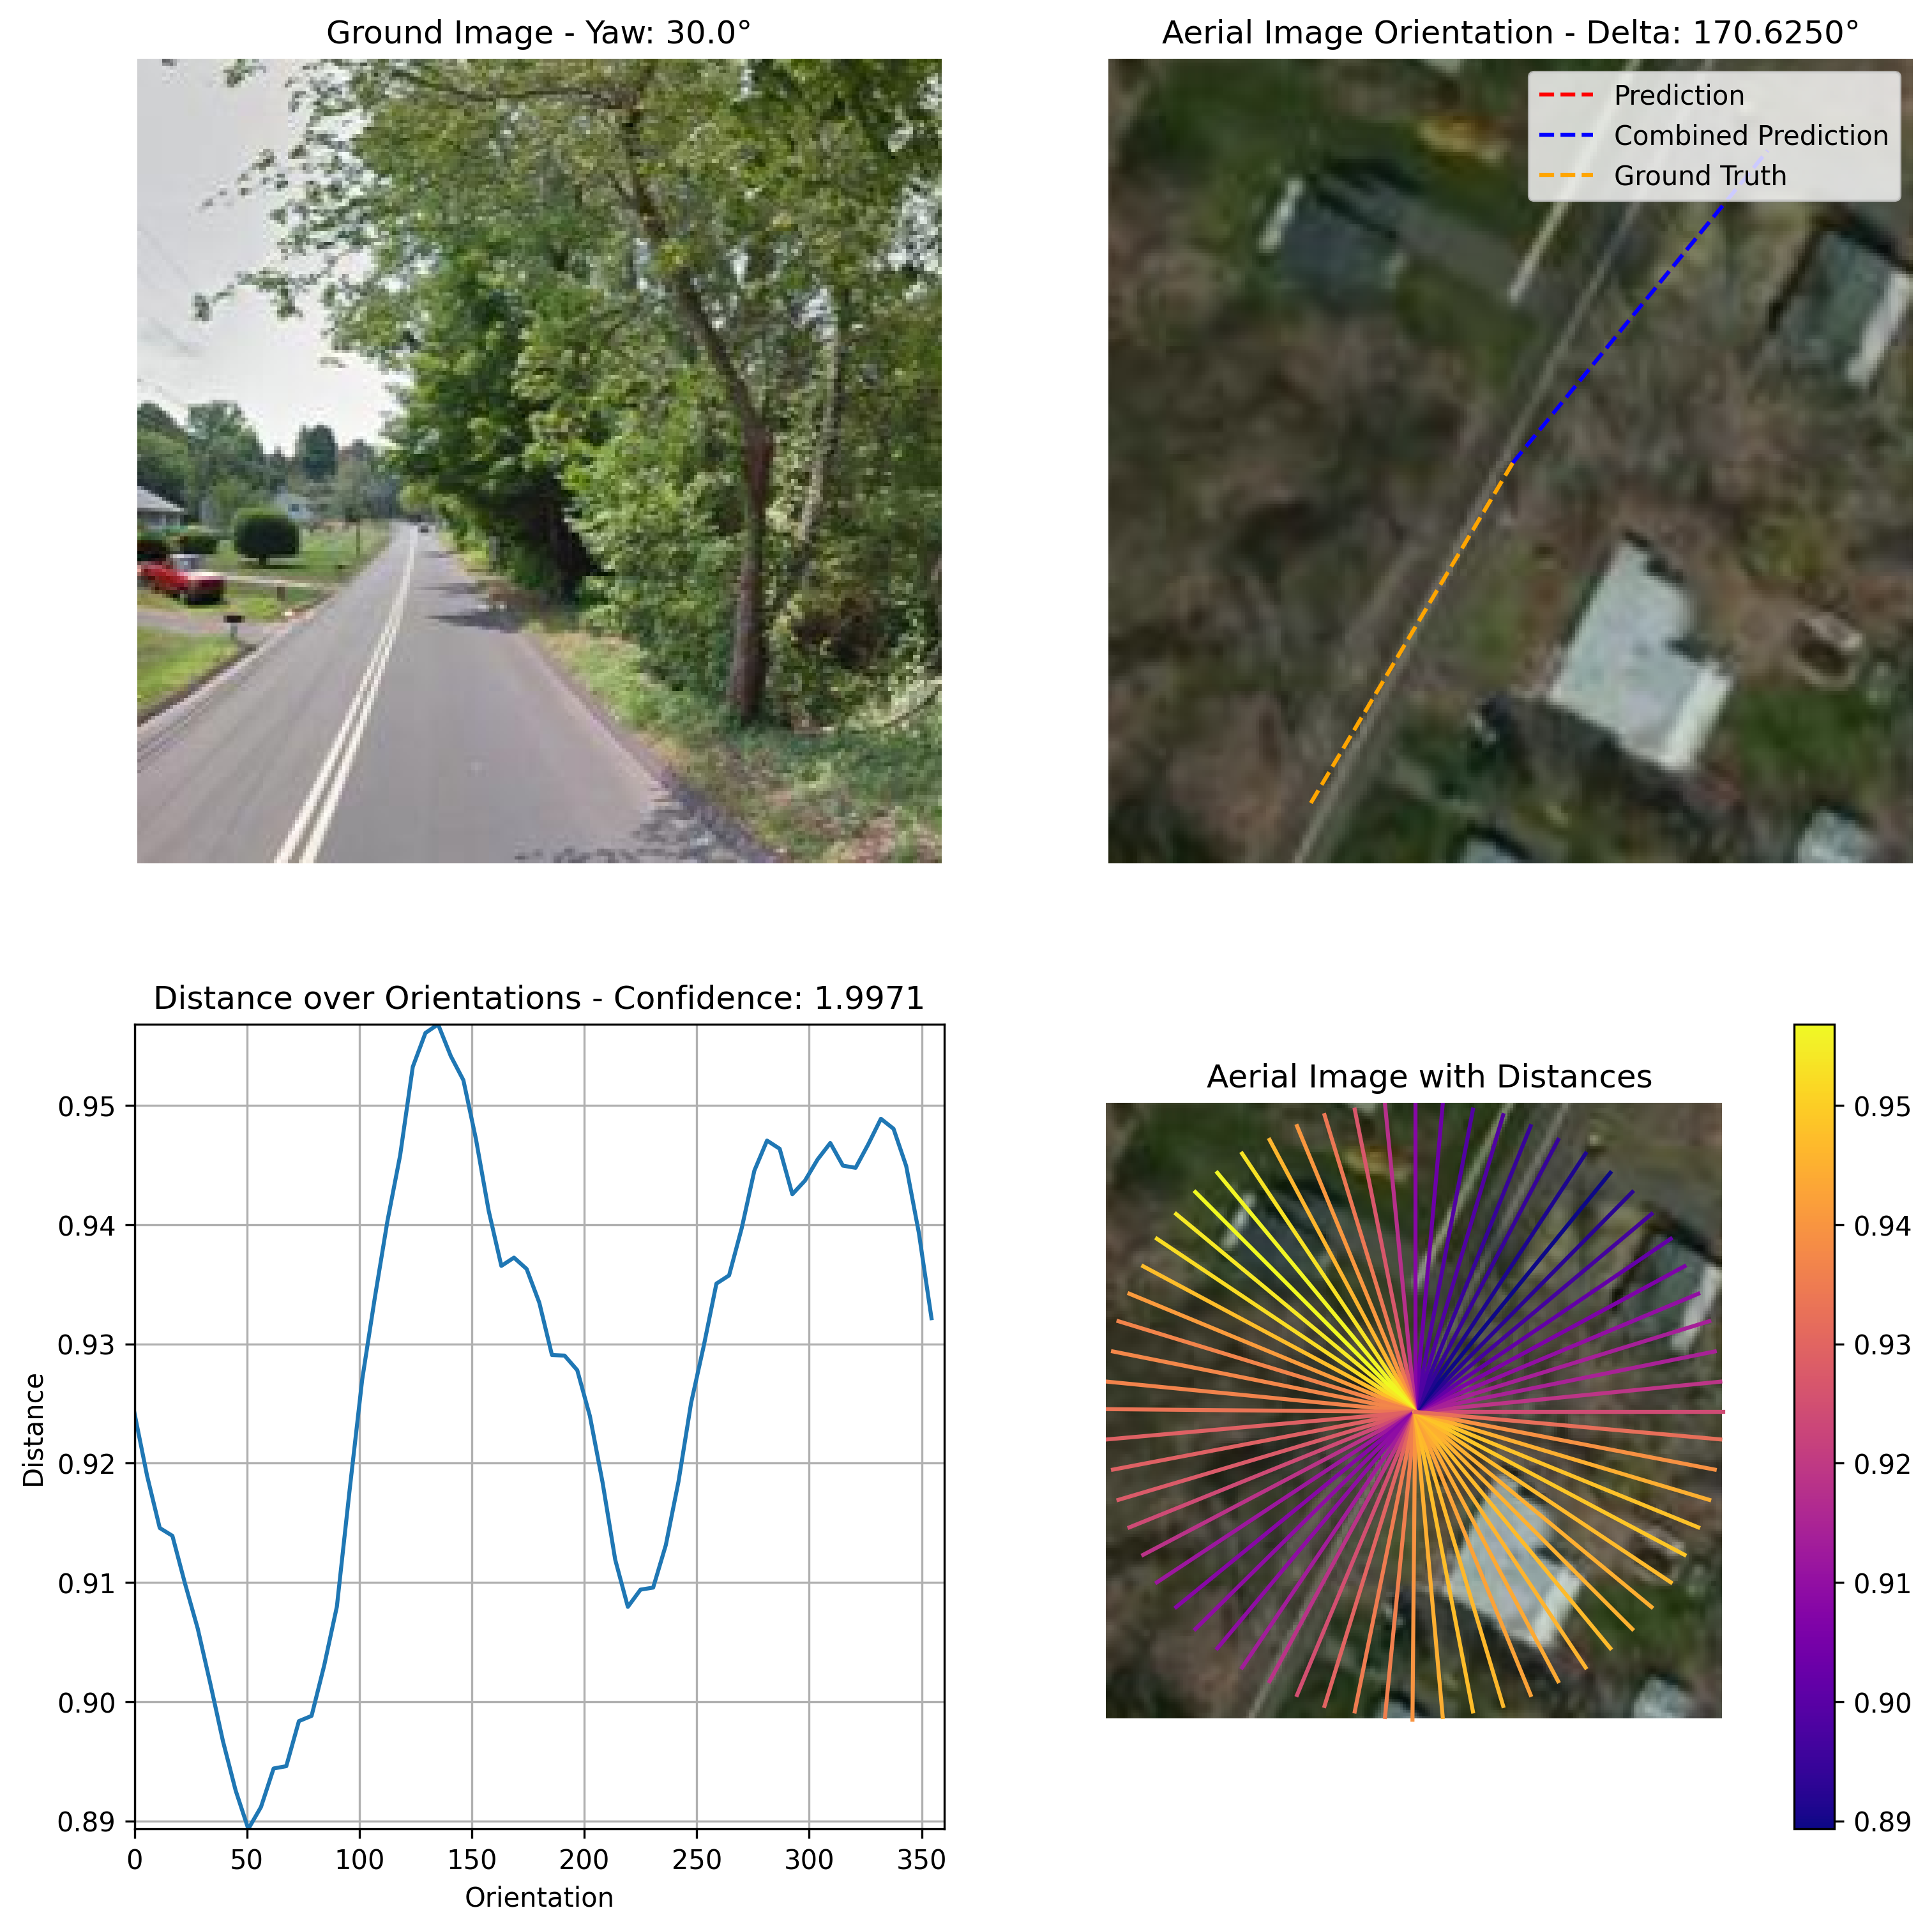 Ground Image - Yaw: 30.0°
Aerial Image Orientation - Delta: 170.6250°
Prediction
Combined Prediction
Ground Truth
Distance over Orientations - Confidence: 1.9971
Distance
0.95
0.94
0.93
0.92
0.91
0.90
0.89
0 50 100 150 200 250 300 350
Orientation
Aerial Image with Distances
0.95
0.94
0.93
0.92
0.91
0.90
0.89